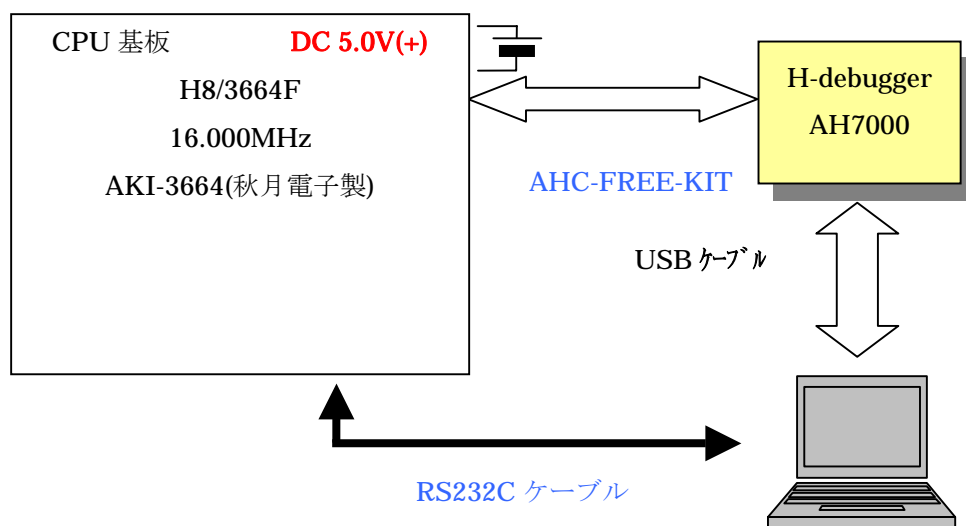 CPU 基板 DC 5.0V(+)
H8/3664F
16.000MHz
AKI-3664(秋月電子製)
H-debugger
AH7000
AHC-FREE-KIT
USB ｹｰﾌﾞﾙ
RS232C ケーブル